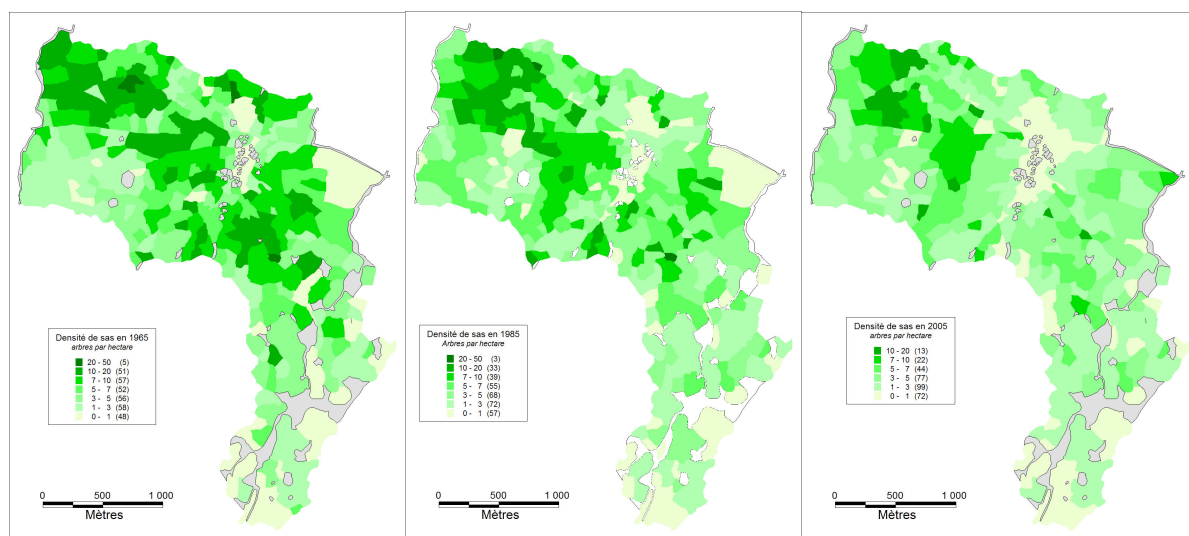 Densité de sas en 1965
arbres par hectare
20 - 50 (5)
10 - 20 (51)
7 - 10 (57)
5 - 7 (52)
3 - 5 (56)
1 - 3 (58)
0 - 1 (48)
0 500 1 000
Mètres
Densité de sas en 1985
Arbres par hectare
20 - 50 (3)
10 - 20 (33)
7 - 10 (39)
5 - 7 (55)
3 - 5 (68)
1 - 3 (72)
0 - 1 (57)
0 500 1 000
Mètres
Densité de sas en 2005
arbres par hectare
10 - 20 (13)
7 - 10 (22)
5 - 7 (44)
3 - 5 (77)
1 - 3 (99)
0 - 1 (72)
0 500 1 000
Mètres